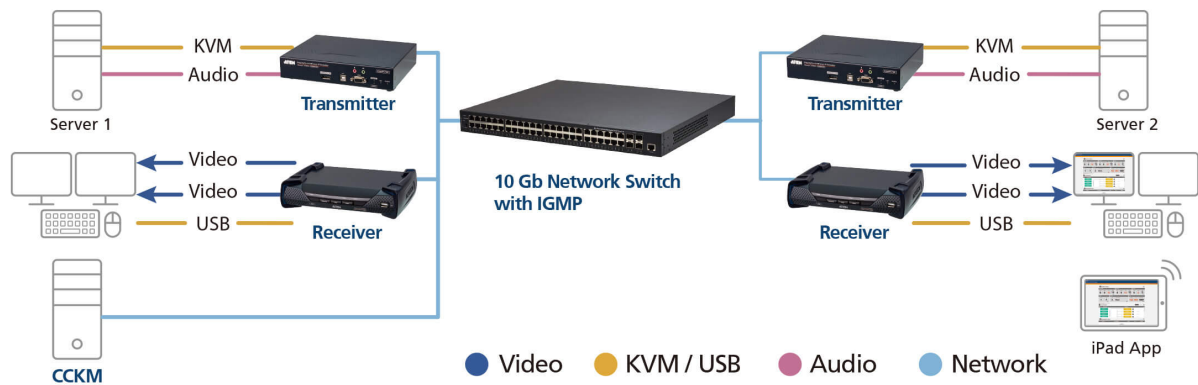 KVM
Audio
Transmitter
Server 1
KVM
Audio
Transmitter
Server 2
Video
Video
USB
Receiver
10 Gb Network Switch
with IGMP
Video
Video
USB
Receiver
CCKM
iPad App
Video
KVM / USB
Audio
Network